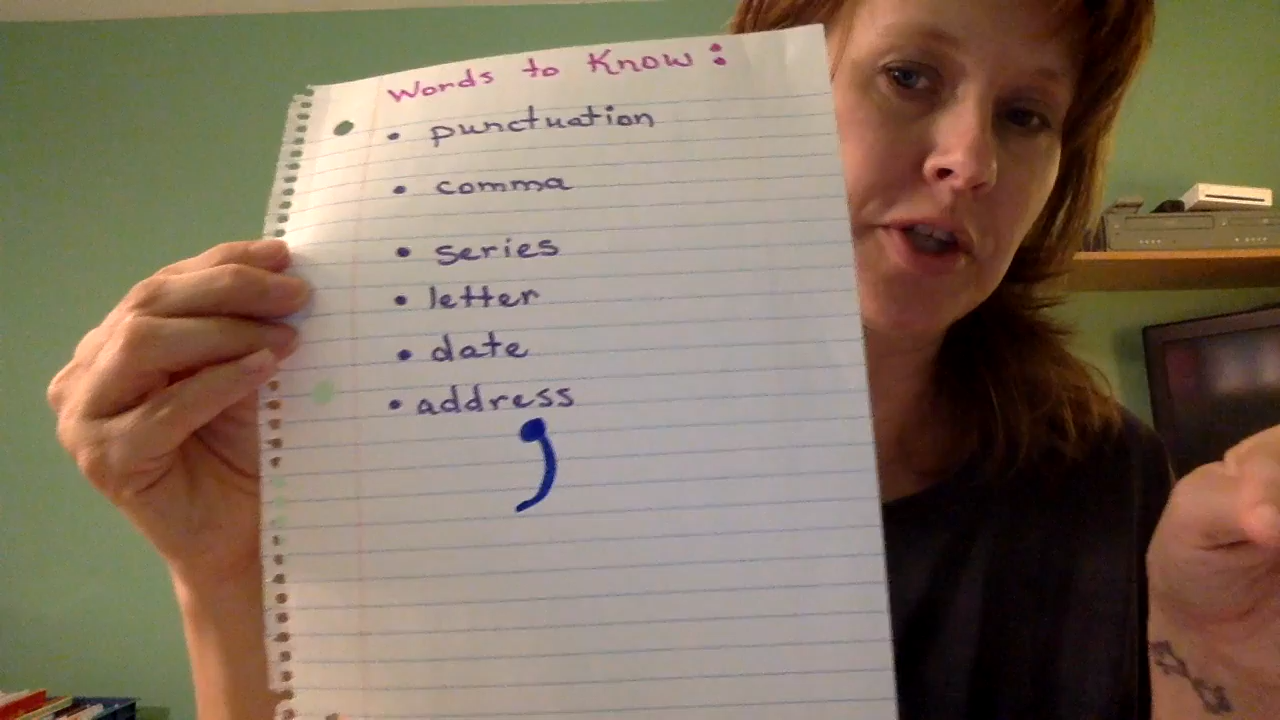 Words to Know:
• punctuation
• comma
• series
• letter
• date
• address
,